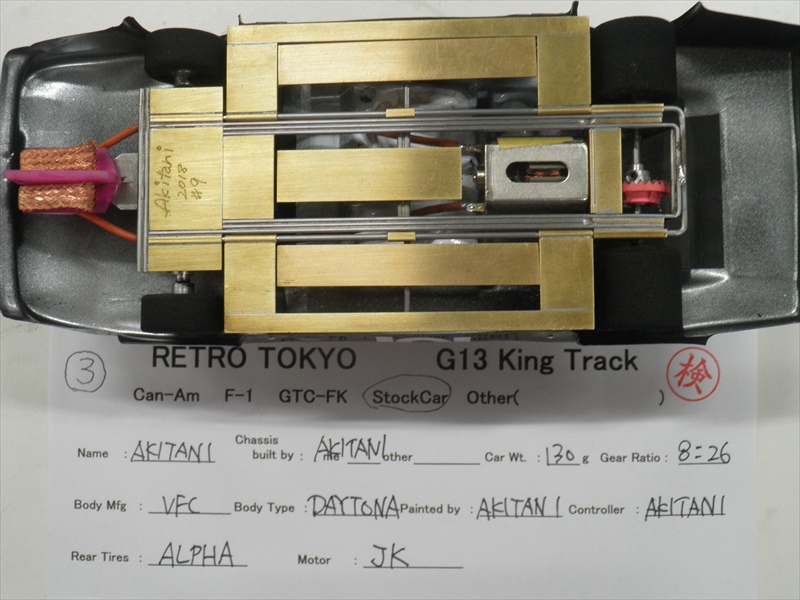 Akitani
2018
#9
③ RETRO TOKYO G13 King Track 検
Can-Am F-1 GTC-FK StockCar Other( )
Name : AKITANI Chassis built by : AKITANI me other Car Wt. : 130 g Gear Ratio : 8:26
Body Mfg : VFC Body Type : DAYTONA Painted by : AKITANI Controller : AKITANI
Rear Tires : ALPHA Motor : JK